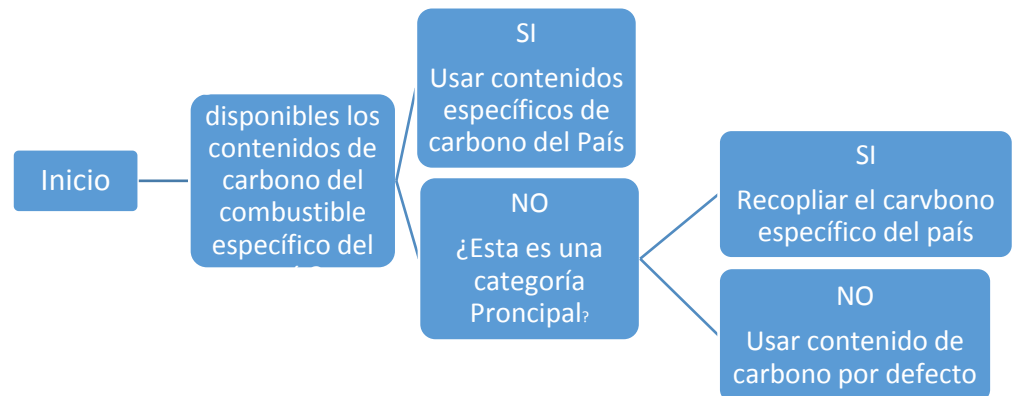 Inicio
disponibles los
contenidos de
carbono del
combustible
específico del
SI
Usar contenidos
específicos de
carbono del País
NO
¿Esta es una
categoría
Proncipal?
SI
Recopliar el carvbono
específico del país
NO
Usar contenido de
carbono por defecto